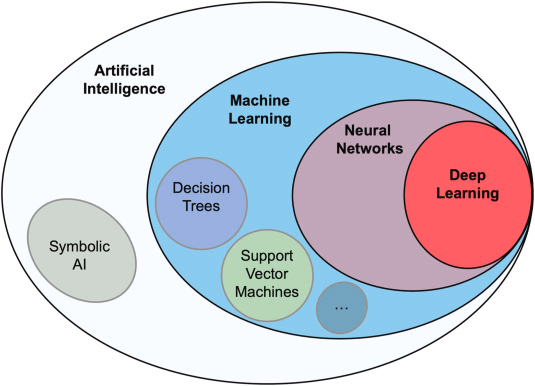 Artificial
Intelligence
Machine
Learning
Neural
Networks
Deep
Learning
Decision
Trees
Symbolic
AI
Support
Vector
Machines
...